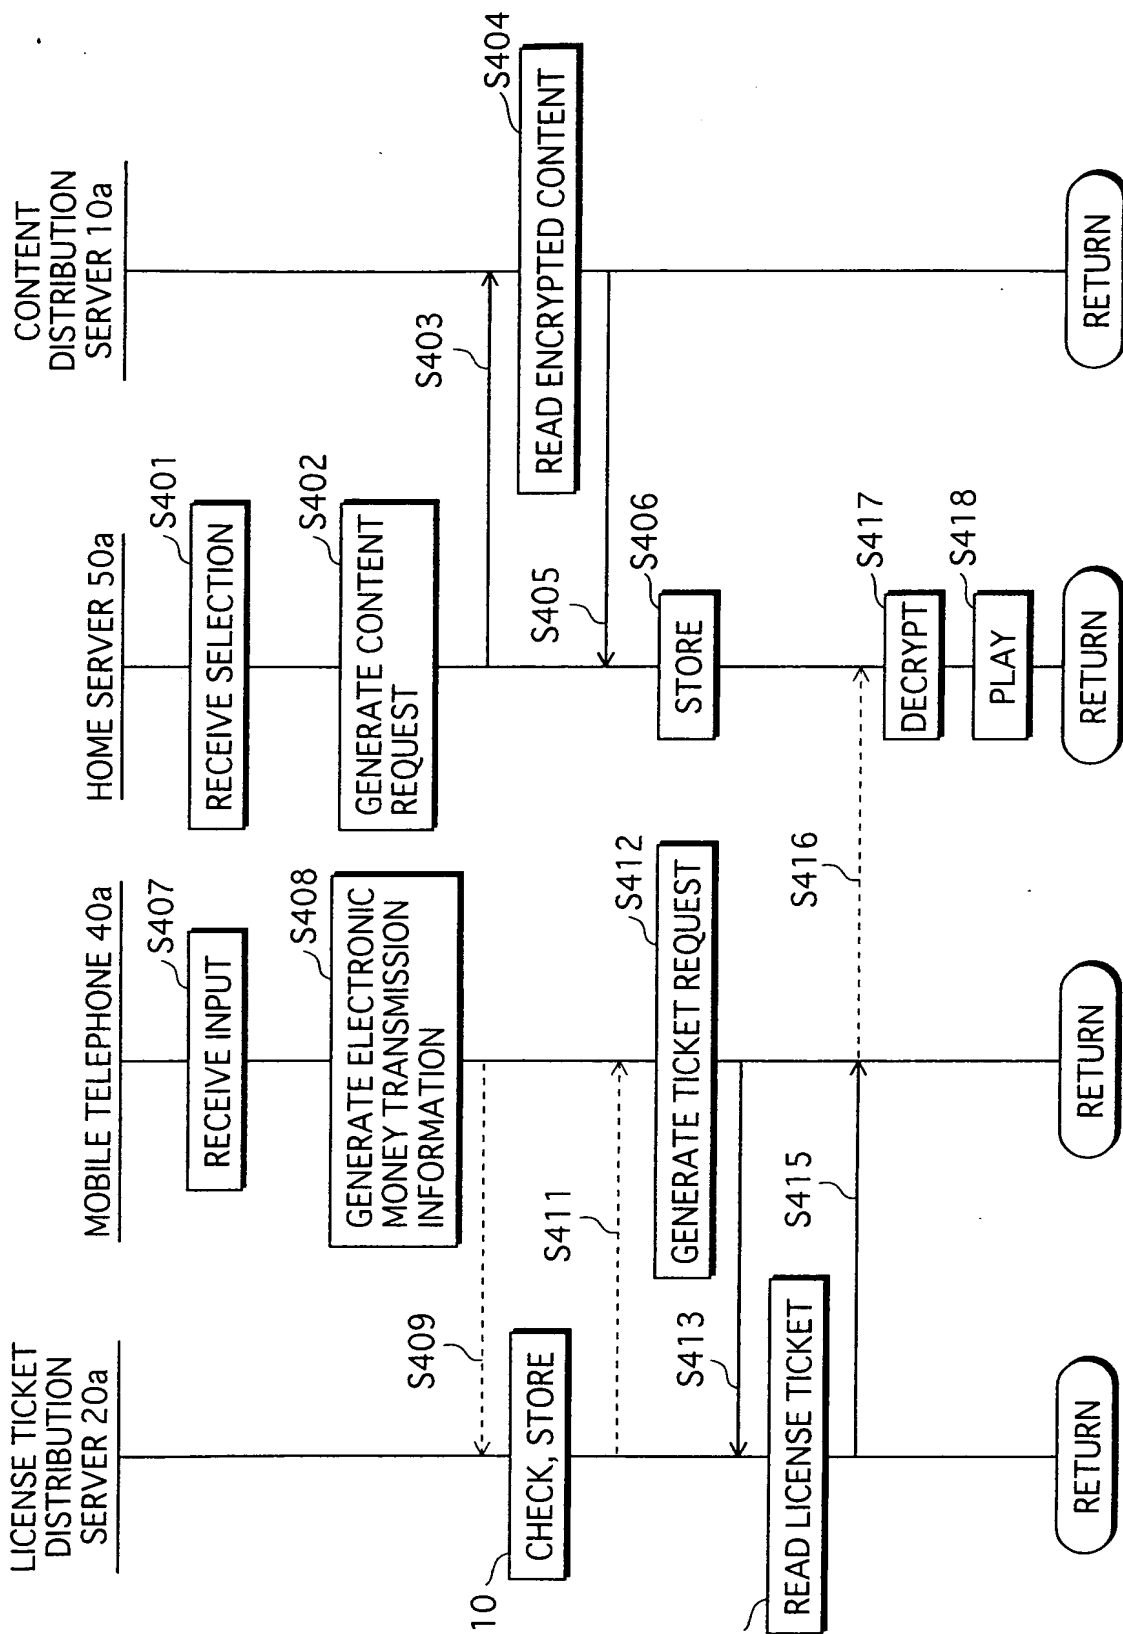 LICENSE TICKET
DISTRIBUTION
SERVER 20a
MOBILE TELEPHONE 40a
HOME SERVER 50a
CONTENT
DISTRIBUTION
SERVER 10a
S407
RECEIVE INPUT
S401
RECEIVE SELECTION
S408
GENERATE ELECTRONIC
MONEY TRANSMISSION
INFORMATION
S402
GENERATE CONTENT
REQUEST
S409
S403
10
CHECK, STORE
S404
READ ENCRYPTED CONTENT
S411
S405
S412
GENERATE TICKET REQUEST
S406
STORE
S413
READ LICENSE TICKET
S415
S416
S417
DECRYPT
S418
PLAY
RETURN
RETURN
RETURN
RETURN